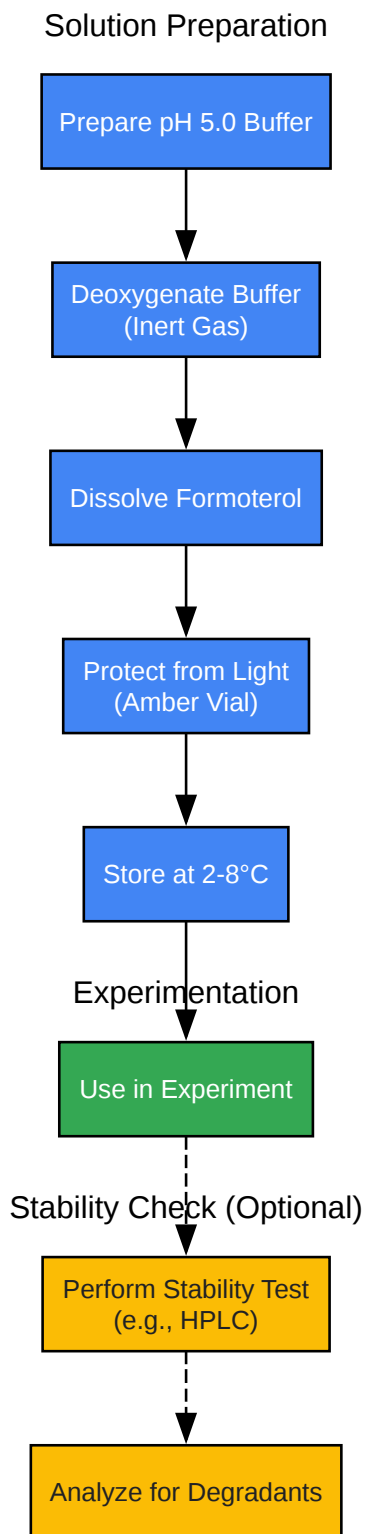 Solution Preparation
Prepare pH 5.0 Buffer
Deoxygenate Buffer
(Inert Gas)
Dissolve Formoterol
Protect from Light
(Amber Vial)
Store at 2-8°C
Experimentation
Use in Experiment
Stability Check (Optional)
Perform Stability Test
(e.g., HPLC)
Analyze for Degradants